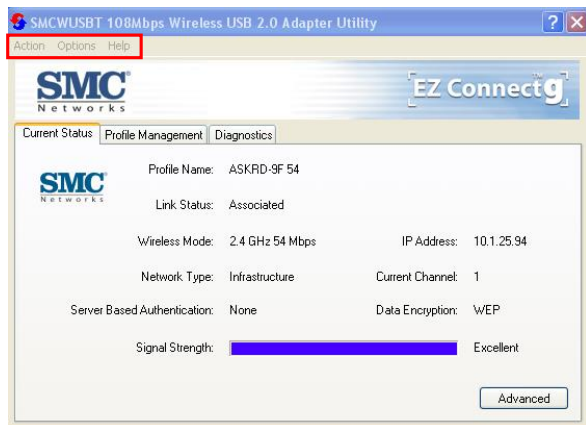 SMCWUSBT 108Mbps Wireless USB 2.0 Adapter Utility
Action Options Help
SMC®
Networks
EZ Connect™ g
Current Status Profile Management Diagnostics
SMC
Networks
Profile Name: ASKRD-9F 54
Link Status: Associated
Wireless Mode: 2.4 GHz 54 Mbps IP Address: 10.1.25.94
Network Type: Infrastructure Current Channel: 1
Server Based Authentication: None Data Encryption: WEP
Signal Strength: Excellent
Advanced